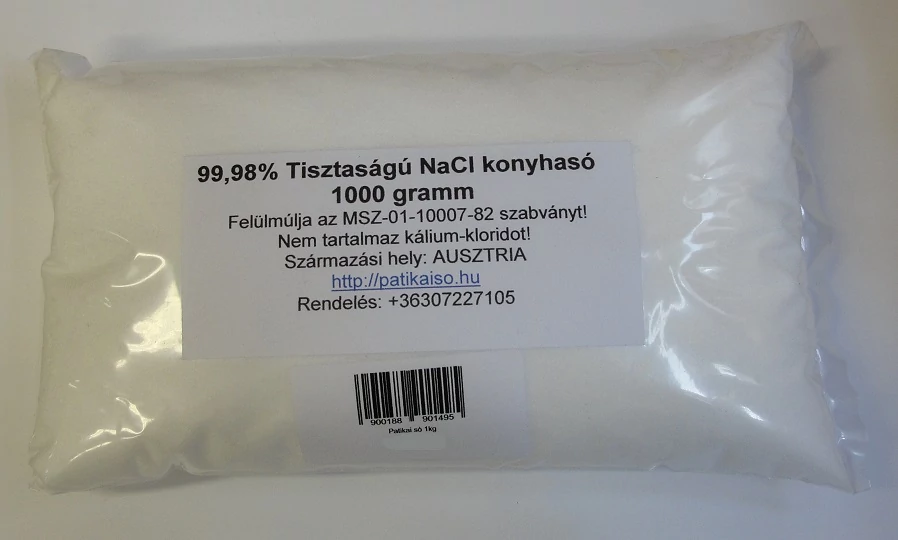 99,98% Tisztaságú NaCl konyhasó
1000 gramm
Felülmúlja az MSZ-01-10007-82 szabványt!
Nem tartalmaz kálium-kloridot!
Származási hely: AUSZTRIA
http://patikaiso.hu
Rendelés: +36307227105
900188 901495
Patikai só 1kg